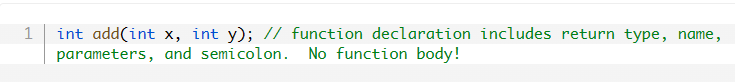 1 int add(int x, int y); // function declaration includes return type, name,
parameters, and semicolon.  No function body!